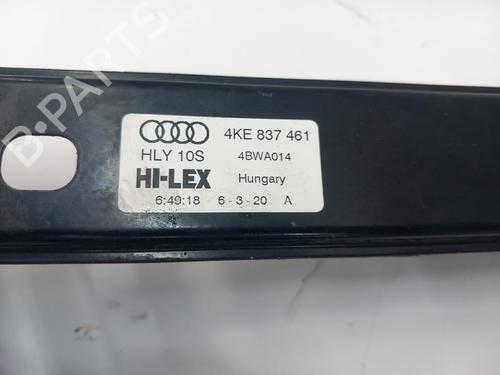 B-PARTS
4KE 837 461
HLY 10S 4BWA014
HI-LEX Hungary
6:49:18 6-3-20 A